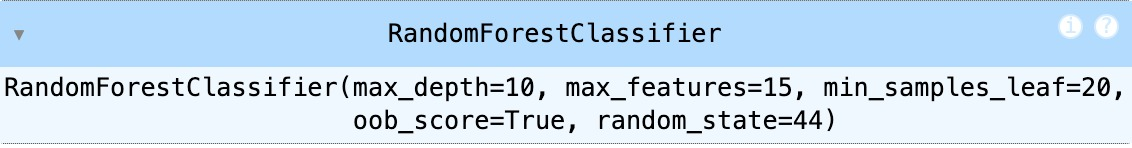 RandomForestClassifier
i ?
RandomForestClassifier(max_depth=10, max_features=15, min_samples_leaf=20,
oob_score=True, random_state=44)